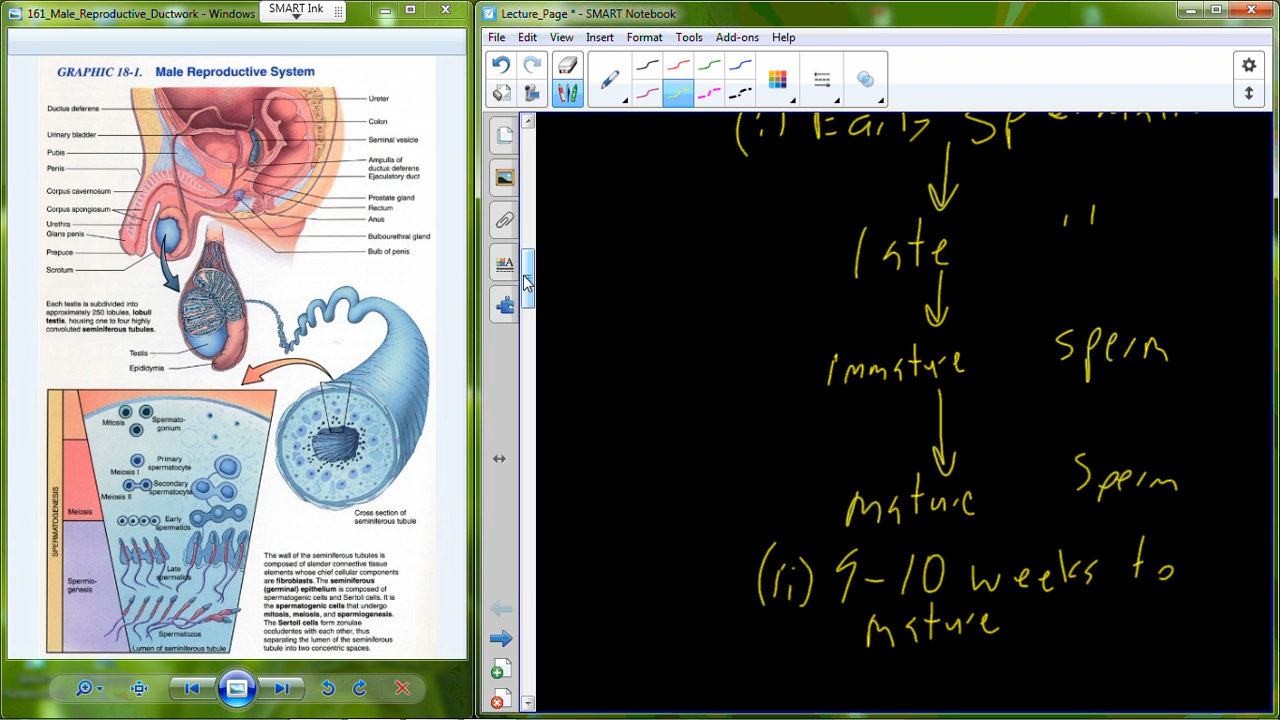 161_Male_Reproductive_Ductwork - Windows
SMART Ink
GRAPHIC 18-1. Male Reproductive System
Ductus deferens
Urinary bladder
Pubis
Penis
Corpus cavernosum
Corpus spongiosum
Urethra
Glans penis
Prepuce
Scrotum
Ureter
Colon
Seminal vesicle
Ampulla of
ductus deferens
Ejaculatory duct
Prostate gland
Rectum
Anus
Bulbourethral gland
Bulb of penis
Each testis is subdivided into
approximately 250 lobules, lobuli
testis, housing one to four highly
convoluted seminiferous tubules.
Testis
Epididymis
SPERMATOGENESIS
Mitosis
Spermato-
gonium
Primary
spermatocyte
Meiosis I
Secondary
spermatocyte
Meiosis II
Meiosis
Early
spermatids
Late
spermatids
Spermio-
genesis
Spermatozoa
Lumen of seminiferous tubule
Cross section of
seminiferous tubule
The wall of the seminiferous tubules is
composed of slender connective tissue
elements whose chief cellular components
are fibroblasts. The seminiferous
(germinal) epithelium is composed of
spermatogenic cells and Sertoli cells. It is
the spermatogenic cells that undergo
mitosis, meiosis, and spermiogenesis.
The Sertoli cells form zonulae
occludentes with each other, thus
separating the lumen of the seminiferous
tubule into two concentric spaces.
Lecture_Page * - SMART Notebook
File Edit View Insert Format Tools Add-ons Help
(i) Early
late "
immature sperm
mature sperm
(ii) 9-10 weeks to
mature